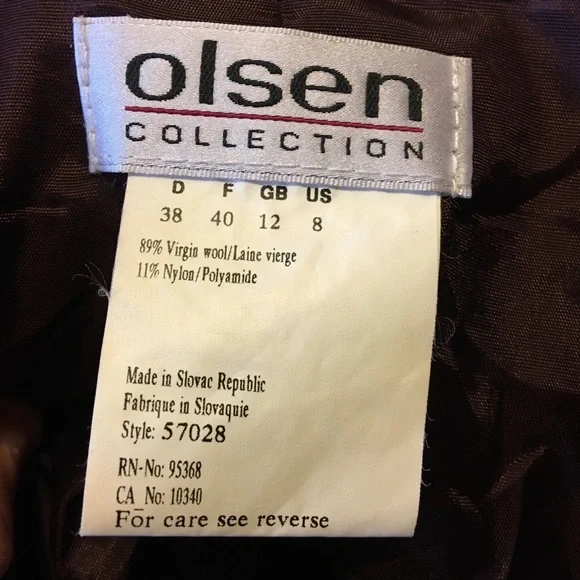 olsen
COLLECTION
D F GB US
38 40 12 8
89% Virgin wool/Laine vierge
11% Nylon/Polyamide
Made in Slovac Republic
Fabrique in Slovaquie
Style: 57028
RN-No: 95368
CA No: 10340
For care see reverse